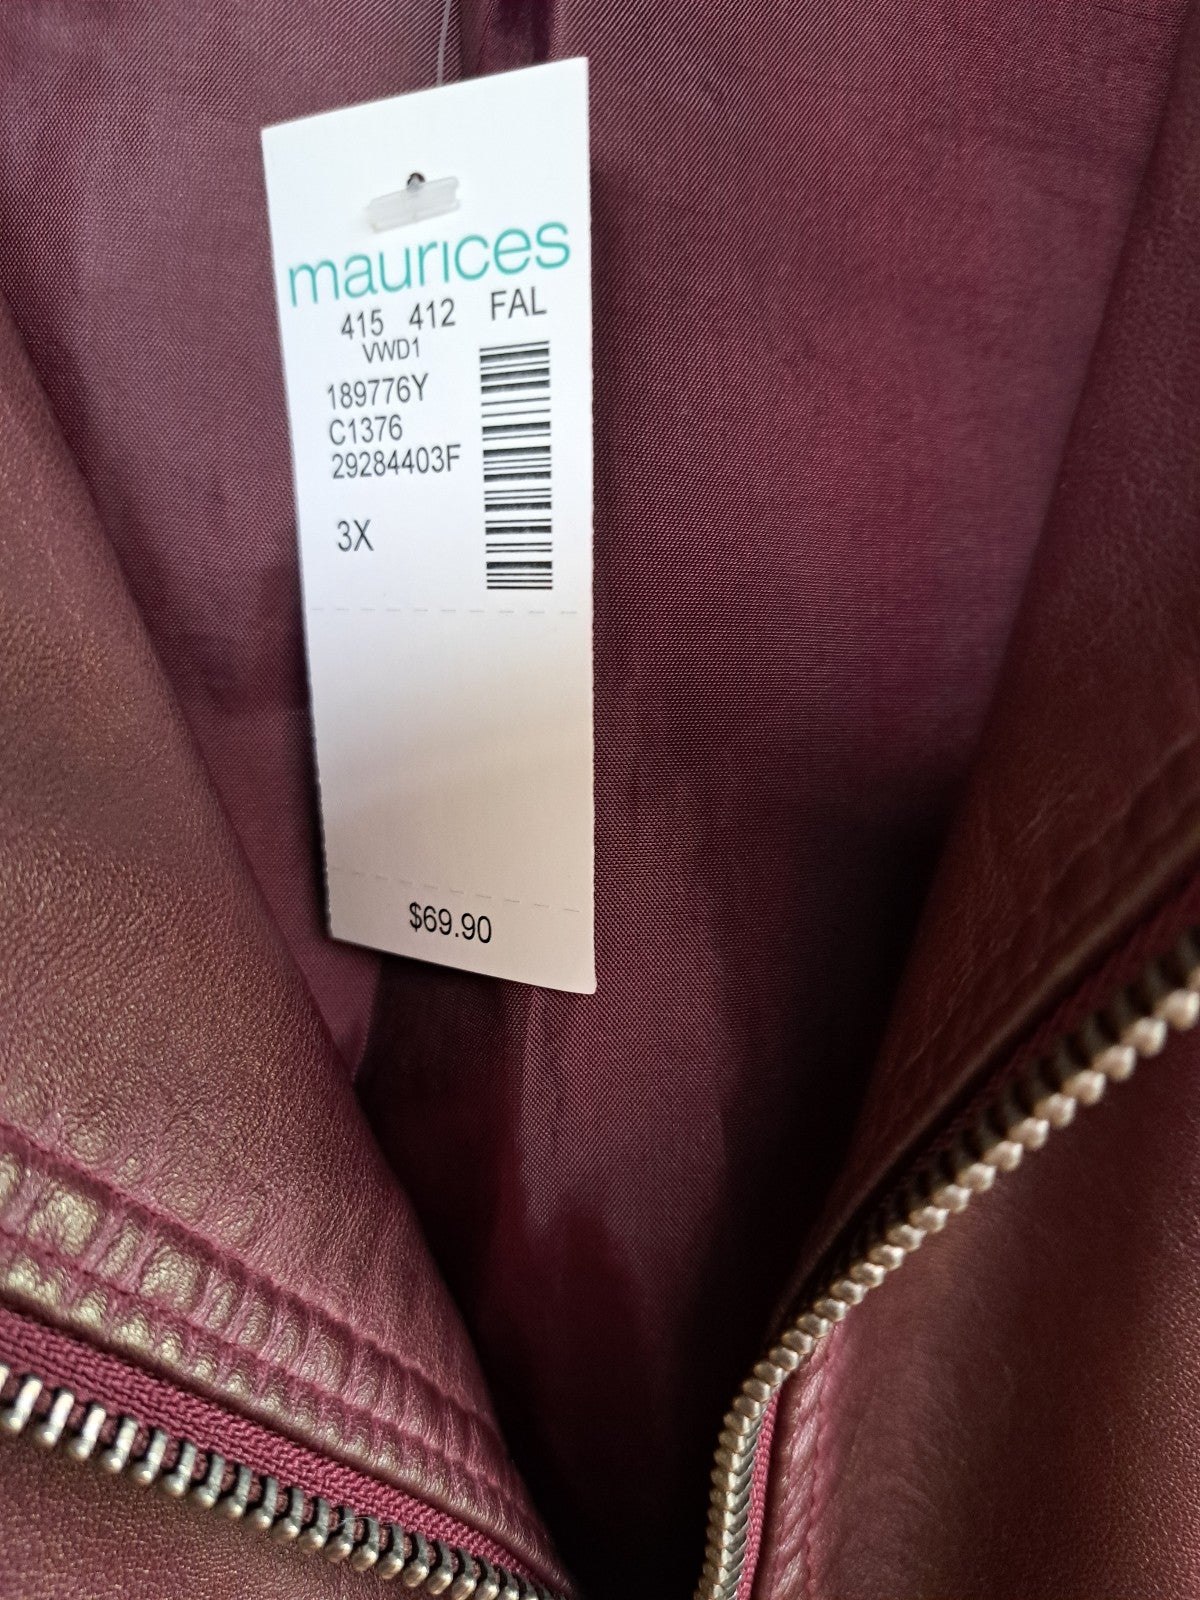 maurices
415 412 FAL
VWD1
189776Y
C1376
29284403F
3X
$69.90